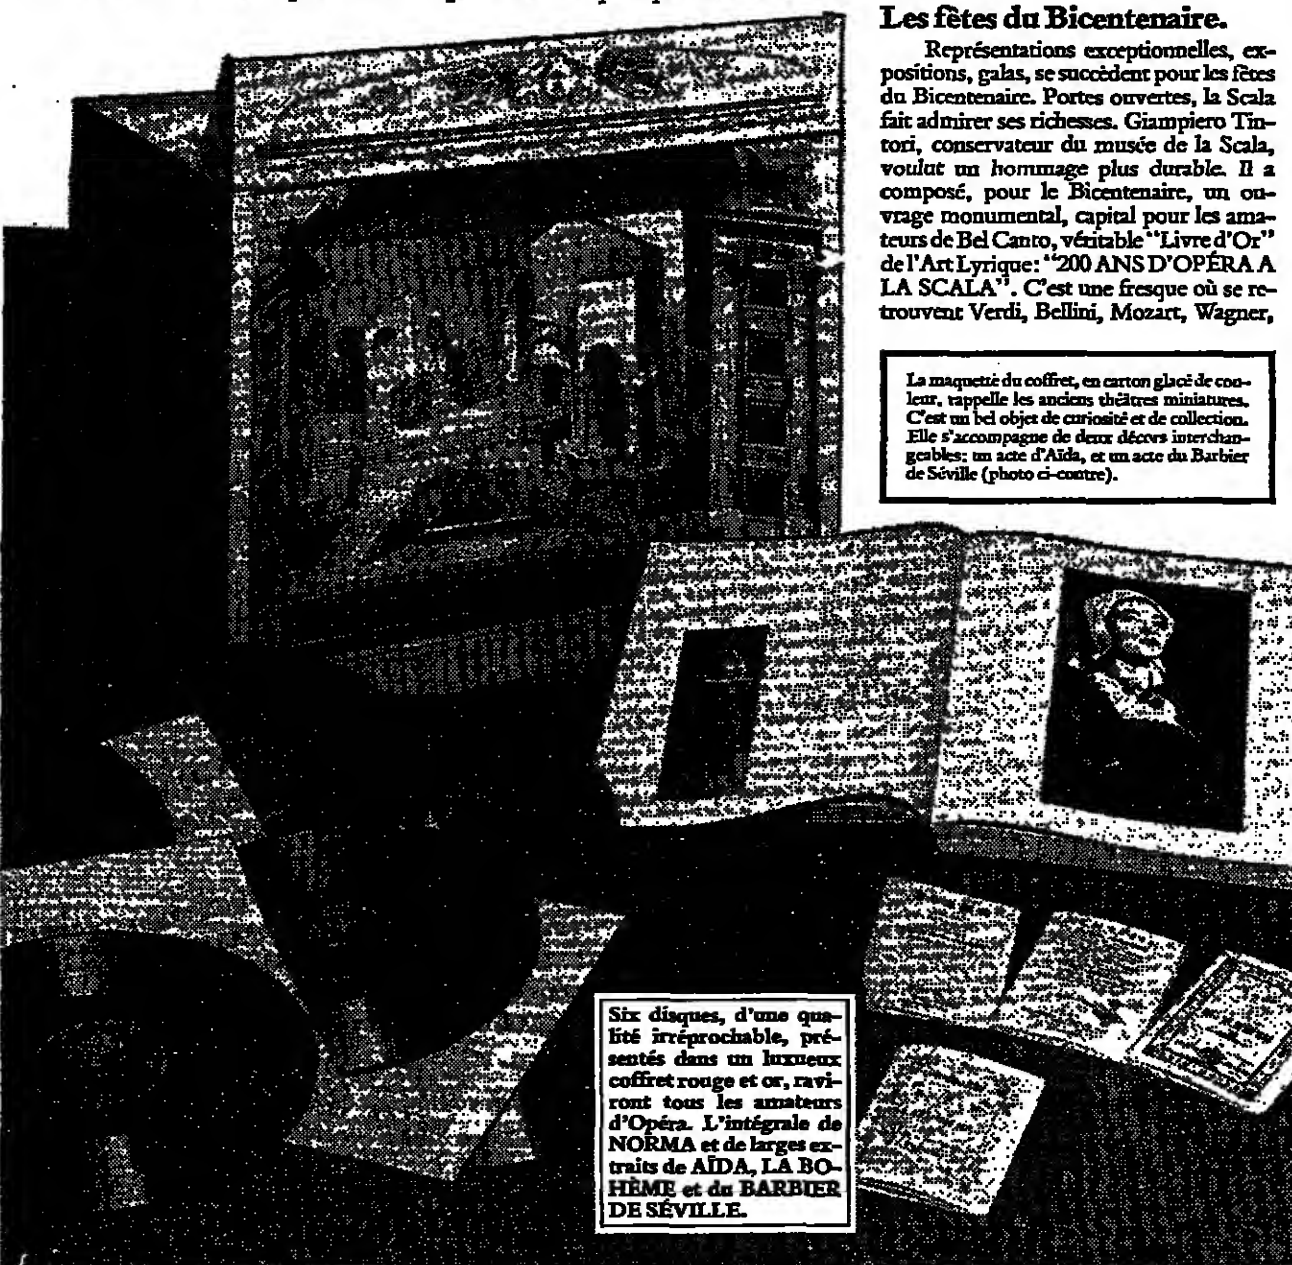 Les fêtes du Bicentenaire.
Représentations exceptionnelles, ex-
positions, galas, se succèdent pour les fêtes
du Bicentenaire. Portes ouvertes, la Scala
fait admirer ses richesses. Giampiero Tin-
tori, conservateur du musée de la Scala,
voulut un hommage plus durable. Il a
composé, pour le Bicentenaire, un ou-
vrage monumental, capital pour les ama-
teurs de Bel Canto, véritable "Livre d'Or"
de l'Art Lyrique: "200 ANS D'OPÉRA A
LA SCALA". C'est une fresque où se re-
trouvent Verdi, Bellini, Mozart, Wagner,
La maquette du coffret, en carton glacé de cou-
leur, rappelle les anciens théâtres miniatures.
C'est un bel objet de curiosité et de collection.
Elle s'accompagne de deux décors interchan-
geables: un acte d'Aïda, et un acte du Barbier
de Séville (photo ci-contre).
Six disques, d'une qua-
lité irréprochable, pré-
sentés dans un luxueux
coffret rouge et or, ravi-
ront tous les amateurs
d'Opéra. L'intégrale de
NORMA et de larges ex-
traits de AÏDA, LA BO-
HÈME et du BARBIER
DE SÉVILLE.